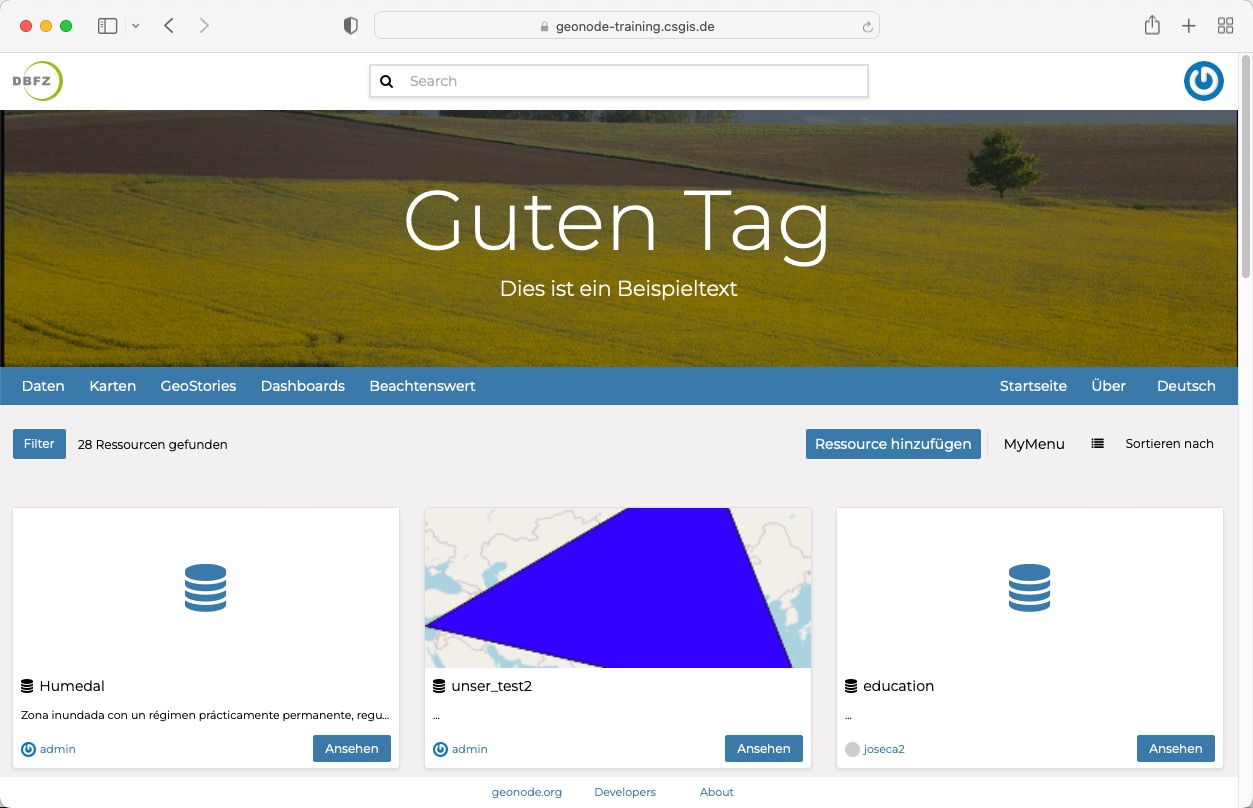 geonode-training.csgis.de
DBFZ
Search
Guten Tag
Dies ist ein Beispieltext
Daten Karten GeoStories Dashboards Beachtenswert Startseite Über Deutsch
Filter 28 Ressourcen gefunden Ressource hinzufügen MyMenu Sortieren nach
Humedal
Zona inundada con un régimen prácticamente permanente, regu...
admin Ansehen
unser_test2
...
admin Ansehen
education
...
joseca2 Ansehen
geonode.org Developers About